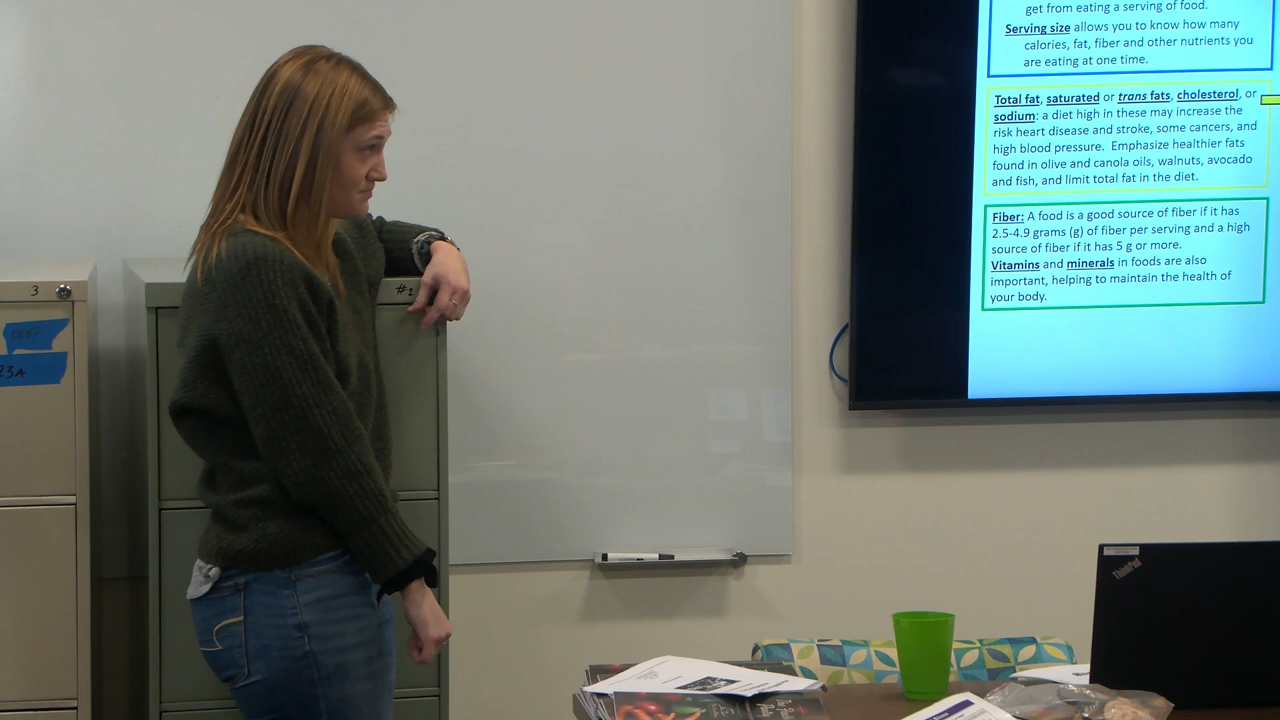 get from eating a serving of food.
Serving size allows you to know how many
calories, fat, fiber and other nutrients you
are eating at one time.
Total fat, saturated or trans fats, cholesterol, or
sodium: a diet high in these may increase the
risk heart disease and stroke, some cancers, and
high blood pressure. Emphasize healthier fats
found in olive and canola oils, walnuts, avocado
and fish, and limit total fat in the diet.
Fiber: A food is a good source of fiber if it has
2.5-4.9 grams (g) of fiber per serving and a high
source of fiber if it has 5 g or more.
Vitamins and minerals in foods are also
important, helping to maintain the health of
your body.
3
#2
23A
ThinkPad